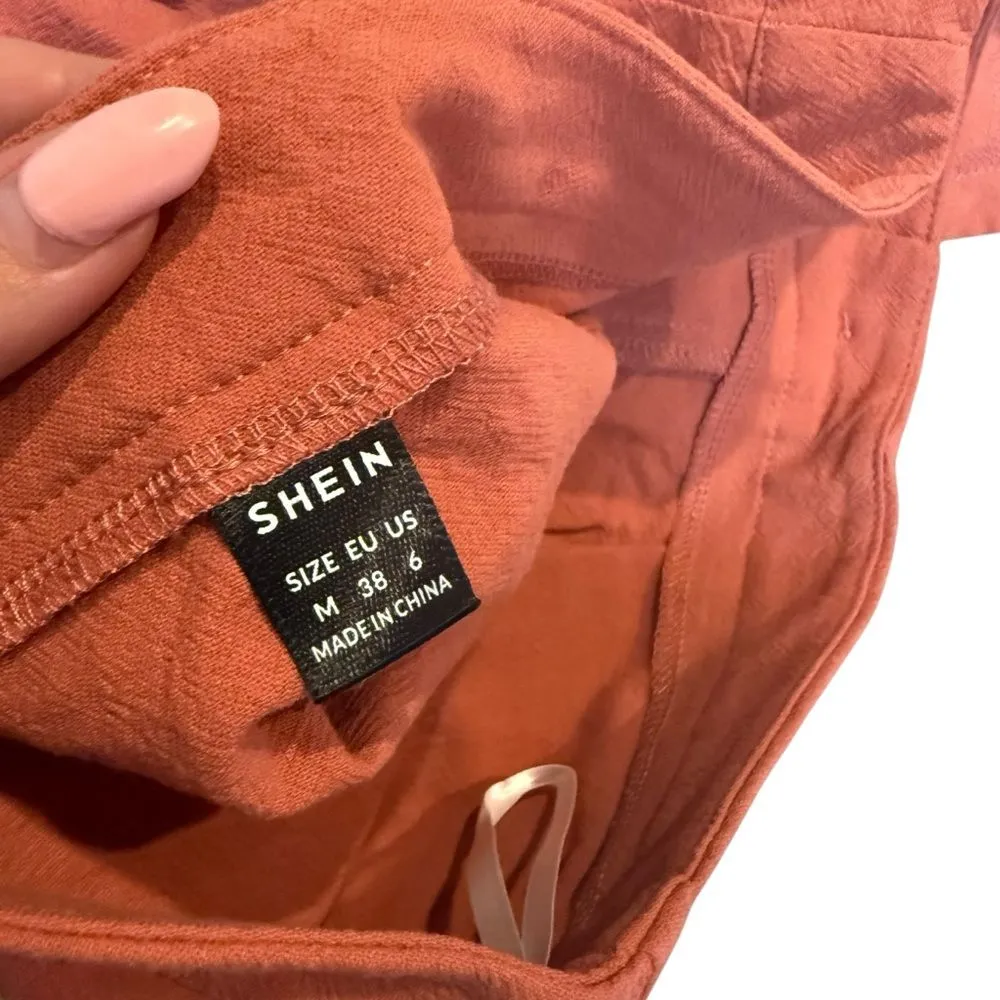 SHEIN
SIZE EU US
M 38 6
MADE IN CHINA